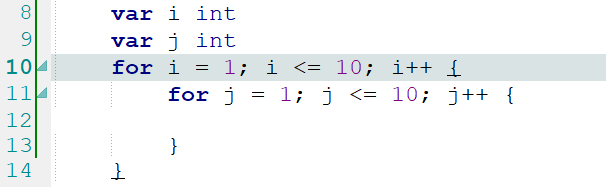 8 var i int
9 var j int
10 for i = 1; i <= 10; i++ {
11 for j = 1; j <= 10; j++ {
12
13 }
14 }